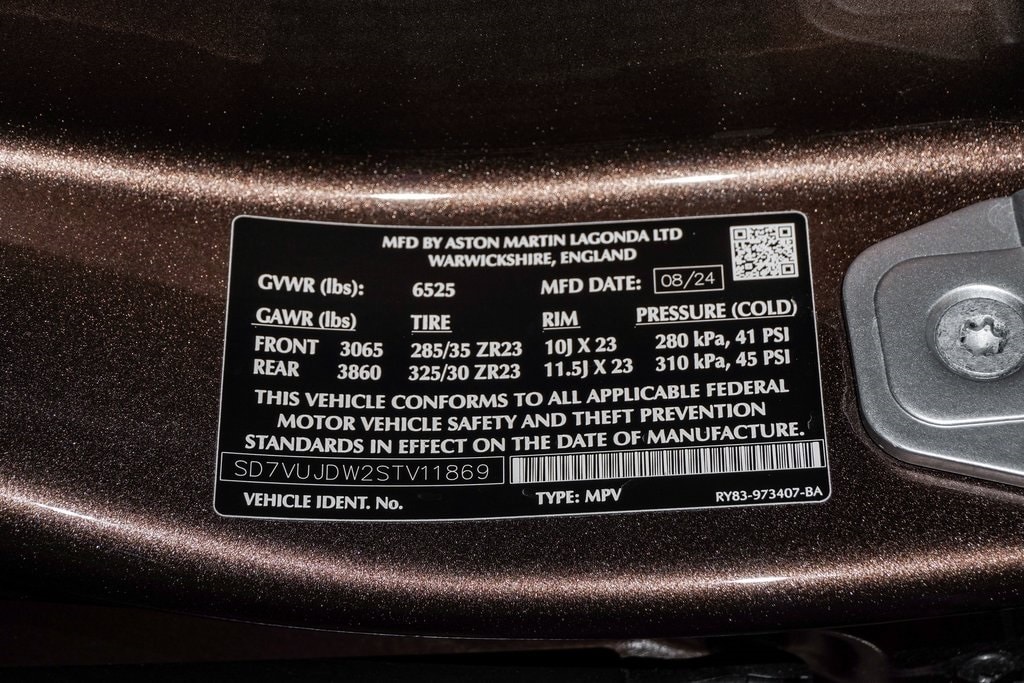 MFD BY ASTON MARTIN LAGONDA LTD
WARWICKSHIRE, ENGLAND
GVWR (lbs): 6525 MFD DATE: 08/24
GAWR (lbs) TIRE RIM PRESSURE (COLD)
FRONT 3065 285/35 ZR23 10J X 23 280 kPa, 41 PSI
REAR 3860 325/30 ZR23 11.5J X 23 310 kPa, 45 PSI
THIS VEHICLE CONFORMS TO ALL APPLICABLE FEDERAL
MOTOR VEHICLE SAFETY AND THEFT PREVENTION
STANDARDS IN EFFECT ON THE DATE OF MANUFACTURE.
SD7VUJDW2STV11869
VEHICLE IDENT. No. TYPE: MPV RY83-973407-BA